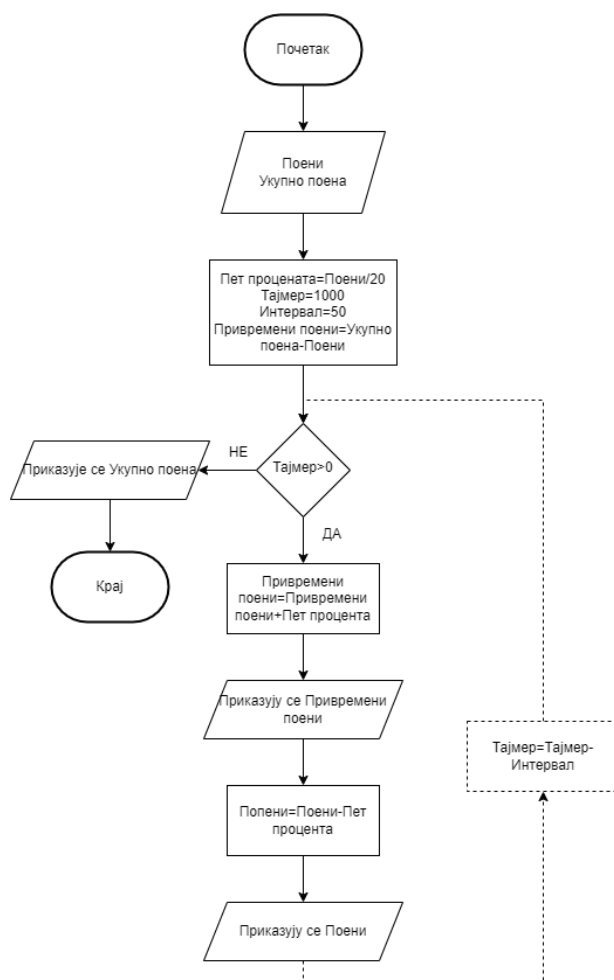 Почетак
Поени
Укупно поена
Пет процената=Поени/20
Тајмер=1000
Интервал=50
Привремени поени=Укупно
поена-Поени
Тајмер>0
НЕ
Приказује се Укупно поена
Крај
ДА
Привремени
поени=Привремени
поени+Пет процента
Приказују се Привремени
поени
Тајмер=Тајмер-
Интервал
Попени=Поени-Пет
процента
Приказују се Поени